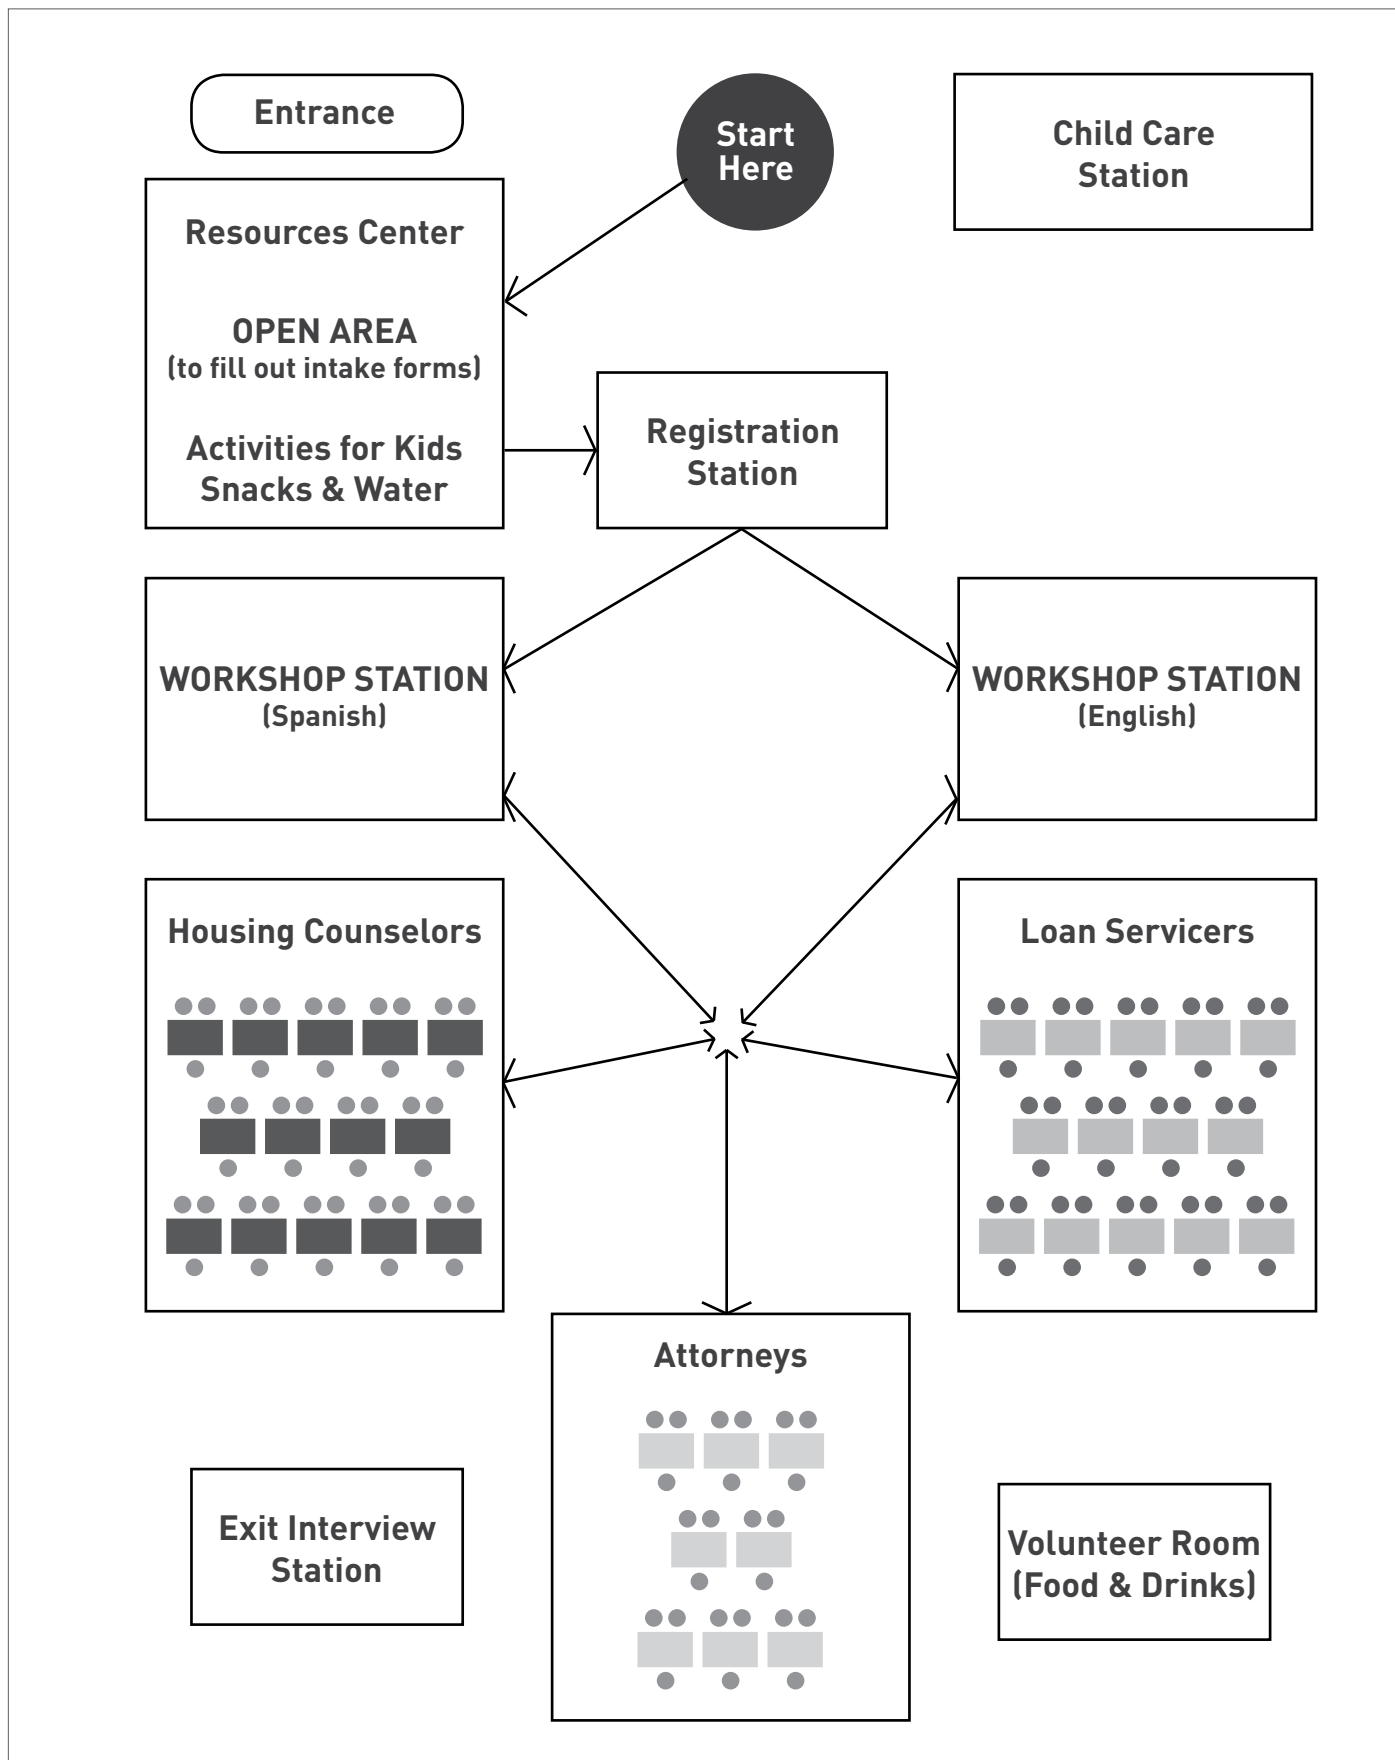 Entrance
Start
Here
Child Care
Station
Resources Center
OPEN AREA
(to fill out intake forms)
Activities for Kids
Snacks & Water
Registration
Station
WORKSHOP STATION
(Spanish)
WORKSHOP STATION
(English)
Housing Counselors
Loan Servicers
Attorneys
Exit Interview
Station
Volunteer Room
(Food & Drinks)